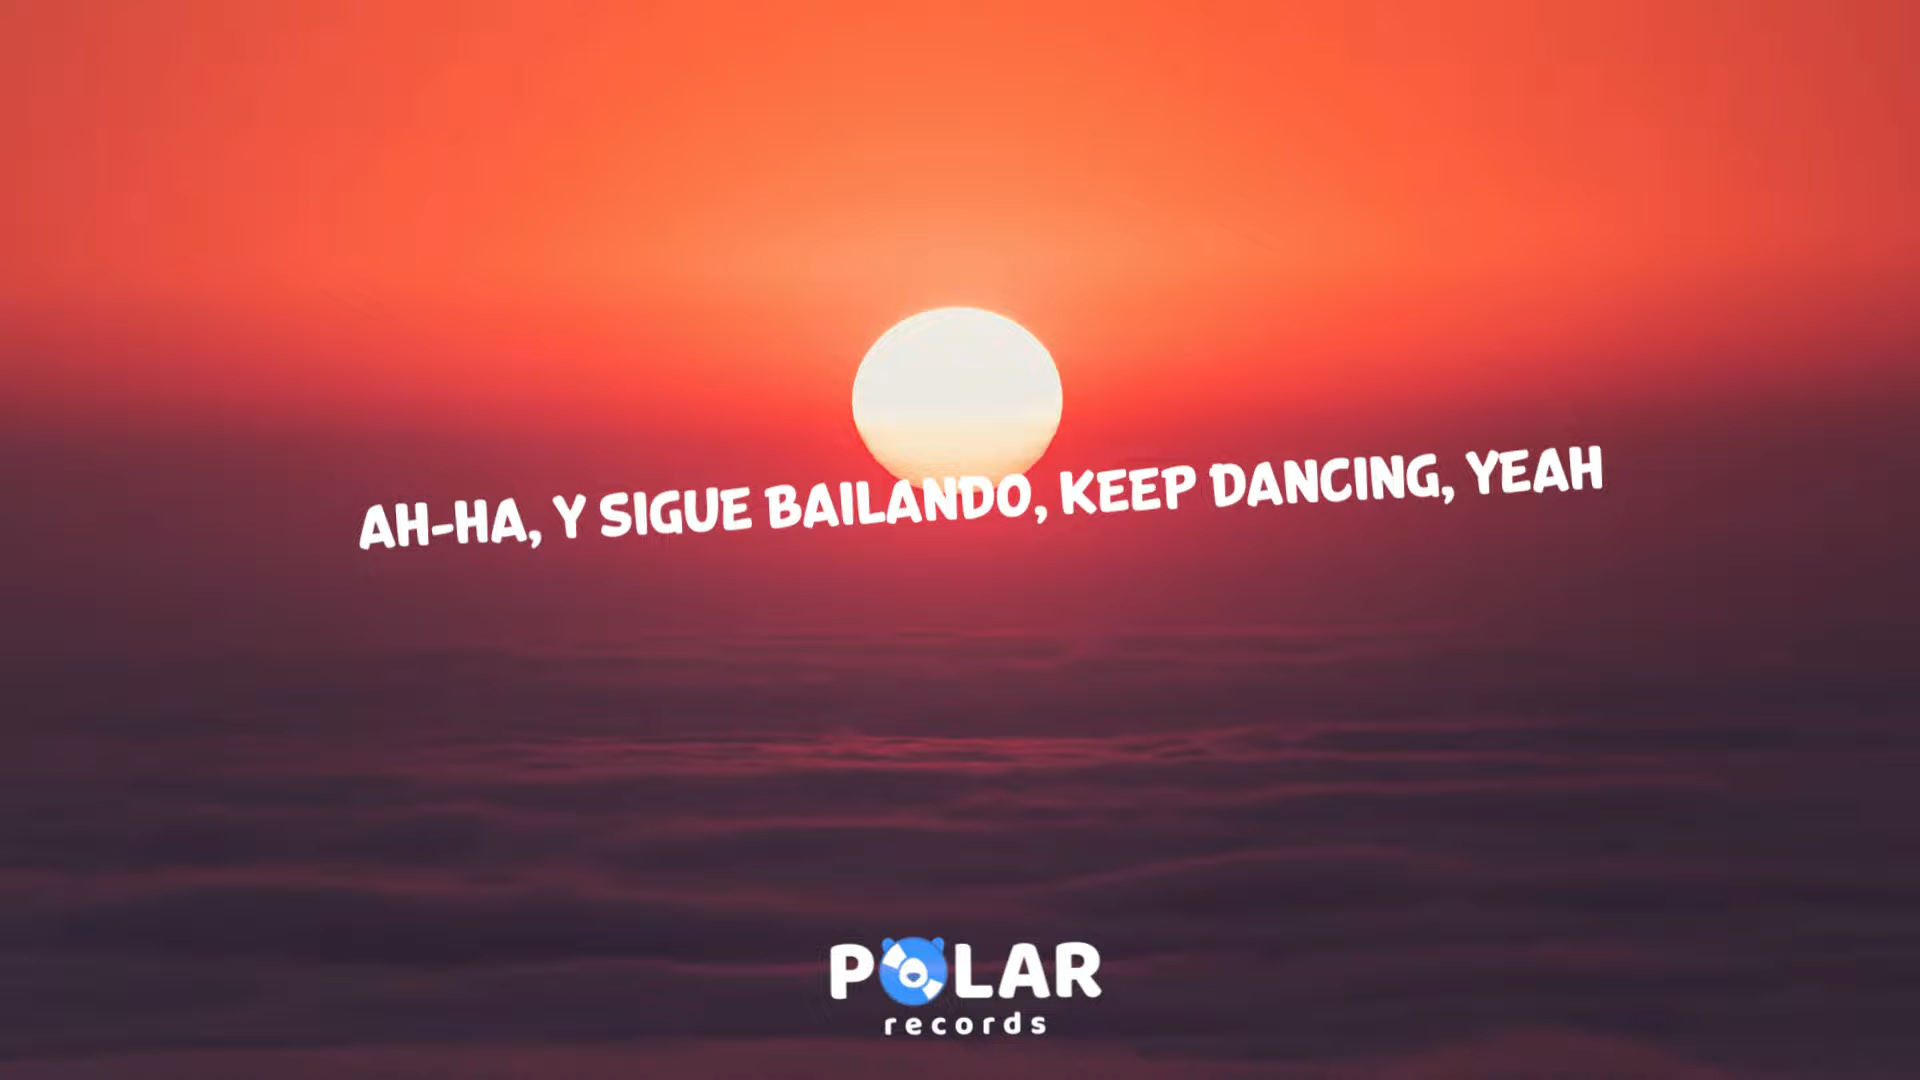 AH-HA, Y SIGUE BAILANDO, KEEP DANCING, YEAH
POLAR
records